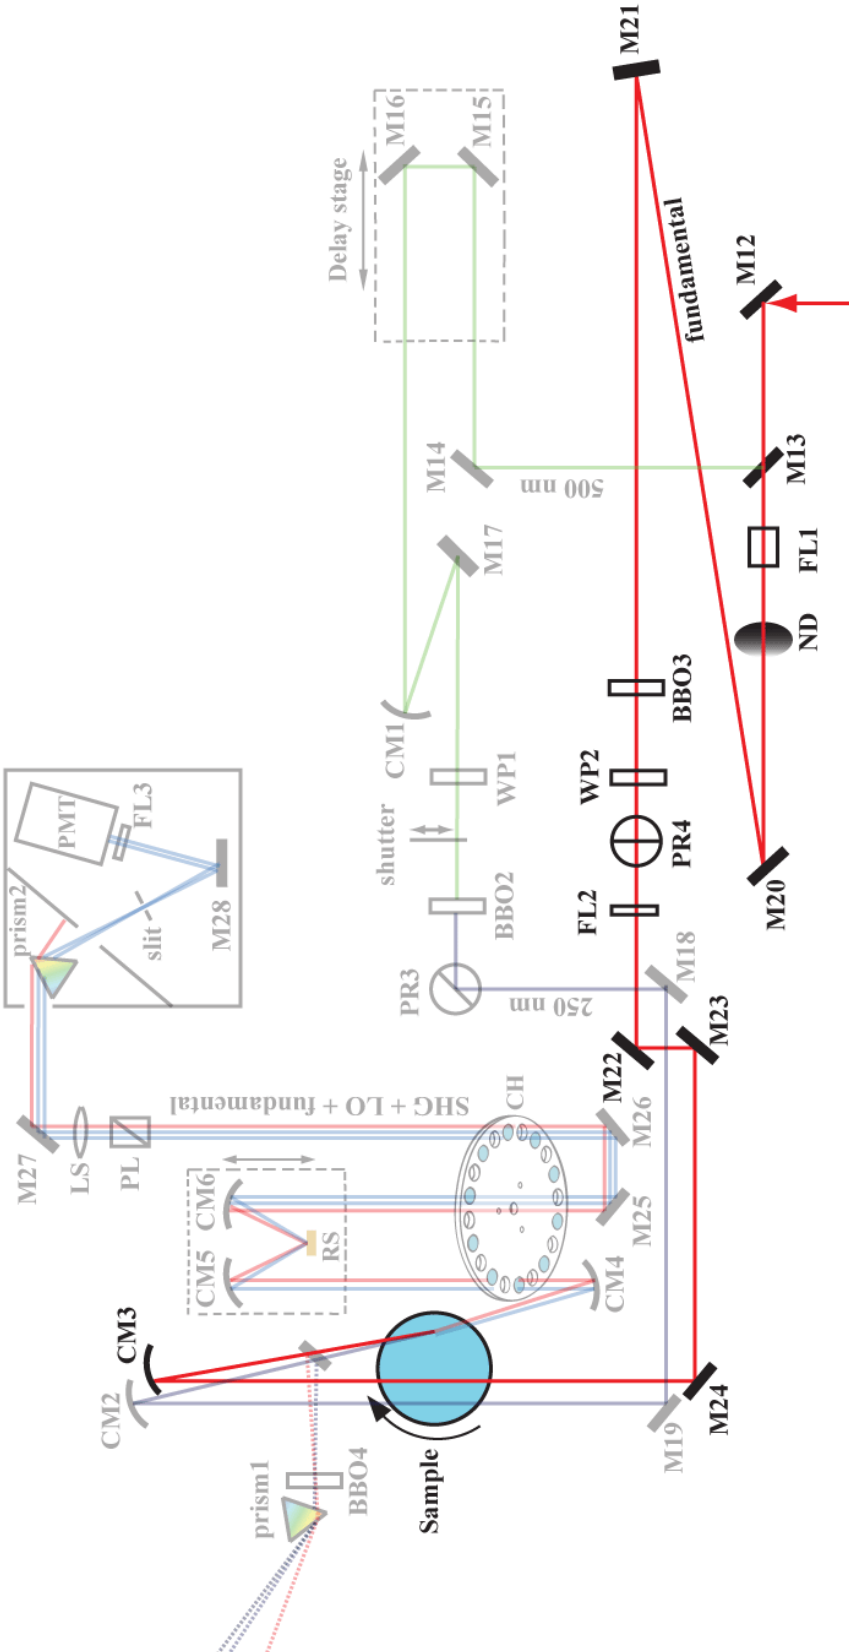 M21
M16
M15
Delay stage
fundamental
M12
M14
500 nm
M13
M17
FL1
ND
CM1
BBO3
WP1
WP2
shutter
PMT
FL3
PR4
M20
prism2
slit
M28
BBO2
FL2
PR3
250 nm
M18
M23
M22
M27
LS
PL
SHG + LO + fundamental
CH
M26
CM6
RS
M25
CM5
CM4
CM3
CM2
M24
M19
Sample
prism1
BBO4